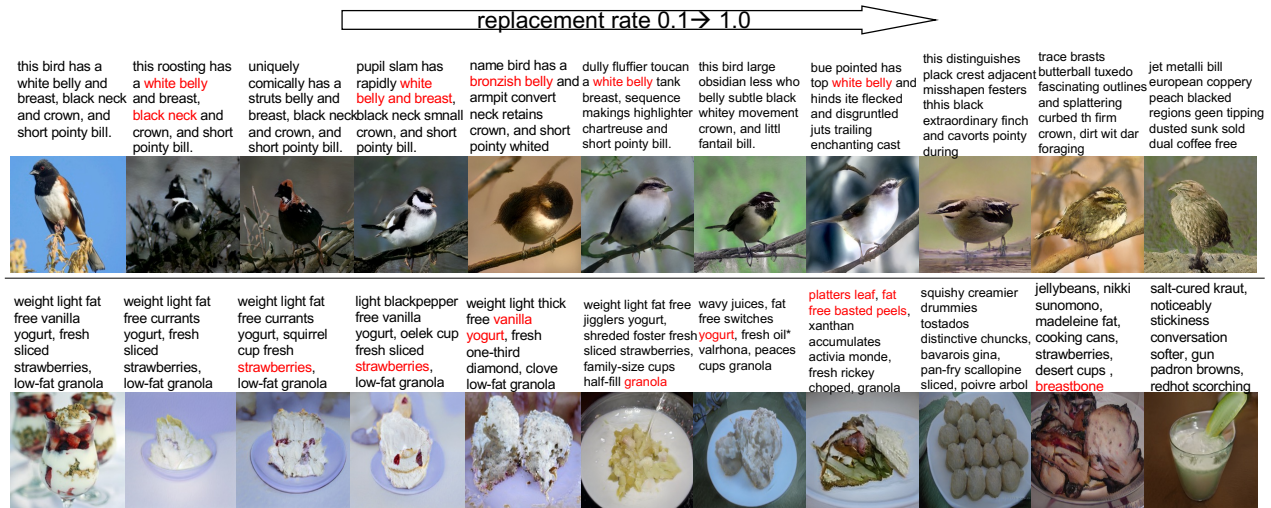 replacement rate 0.1→ 1.0
this bird has a
white belly and
breast, black neck
and crown, and
short pointy bill.
this roosting has
a white belly
and breast,
black neck and
crown, and short
pointy bill.
uniquely
comically has a
struts belly and
breast, black neck
and crown, and
short pointy bill.
pupil slam has
rapidly white
belly and breast,
black neck smnall
crown, and short
pointy bill.
name bird has a
bronzish belly and
armpit convert
neck retains
crown, and short
pointy whited
dully fluffier toucan
a white belly tank
breast, sequence
makings highlighter
chartreuse and
short pointy bill.
this bird large
obsidian less who
belly subtle black
whitey movement
crown, and littl
fantail bill.
bue pointed has
top white belly and
hinds ite flecked
and disgruntled
juts trailing
enchanting cast
this distinguishes
plack crest adjacent
misshapen festers
thhis black
extraordinary finch
and cavorts pointy
during
trace brasts
butterball tuxedo
fascinating outlines
and splattering
curbed th firm
crown, dirt wit dar
foraging
jet metalli bill
european coppery
peach blacked
regions geen tipping
dusted sunk sold
dual coffee free
weight light fat
free vanilla
yogurt, fresh
sliced
strawberries,
low-fat granola
weight light fat
free currants
yogurt, fresh
sliced
strawberries,
low-fat granola
weight light fat
free currants
yogurt, squirrel
cup fresh
strawberries,
low-fat granola
light blackpepper
free vanilla
yogurt, oelek cup
fresh sliced
strawberries,
low-fat granola
weight light thick
free vanilla
yogurt, fresh
one-third
diamond, clove
low-fat granola
weight light fat free
jigglers yogurt,
shreded foster fresh
sliced strawberries,
family-size cups
half-fill granola
wavy juices, fat
free switches
yogurt, fresh oil*
valrhona, peaces
cups granola
platters leaf, fat
free basted peels,
xanthan
accumulates
activia monde,
fresh rickey
choped, granola
squishy creamier
drummies
tostados
distinctive chuncks,
bavarois gina,
pan-fry scallopine
sliced, poivre arbol
jellybeans, nikki
sunomono,
madeleine fat,
cooking cans,
strawberries,
desert cups ,
breastbone
salt-cured kraut,
noticeably
stickiness
conversation
softer, gun
padron browns,
redhot scorching